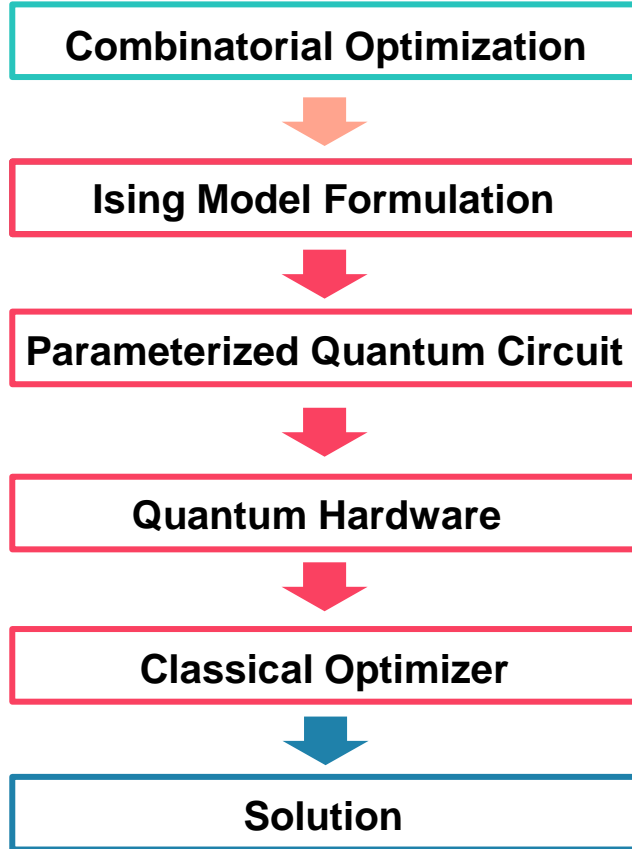 Combinatorial Optimization
Ising Model Formulation
Parameterized Quantum Circuit
Quantum Hardware
Classical Optimizer
Solution